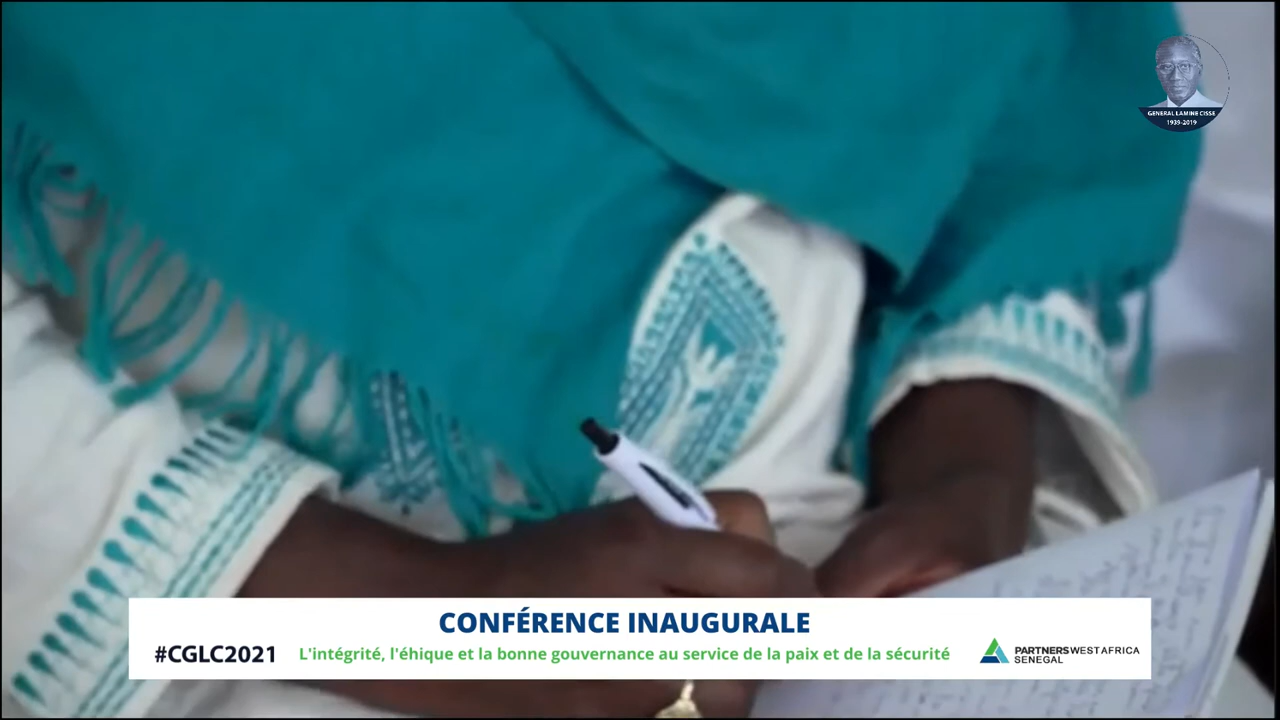 GENERAL LAMINE CISSE
1939-2019
CONFÉRENCE INAUGURALE
#CGLC2021
L'intégrité, l'éhique et la bonne gouvernance au service de la paix et de la sécurité
PARTNERS WEST AFRICA
SENEGAL